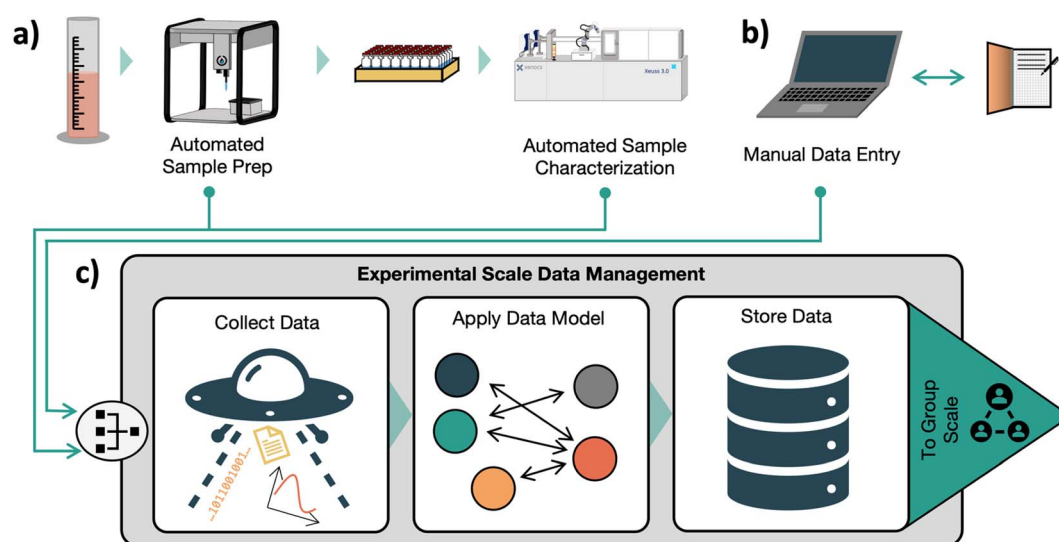 a)
b)
xenocs
Xeuss 3.0
Automated
Sample Prep
Automated Sample
Characterization
Manual Data Entry
c)
Experimental Scale Data Management
Collect Data
Apply Data Model
Store Data
...1011001001...
To Group
Scale